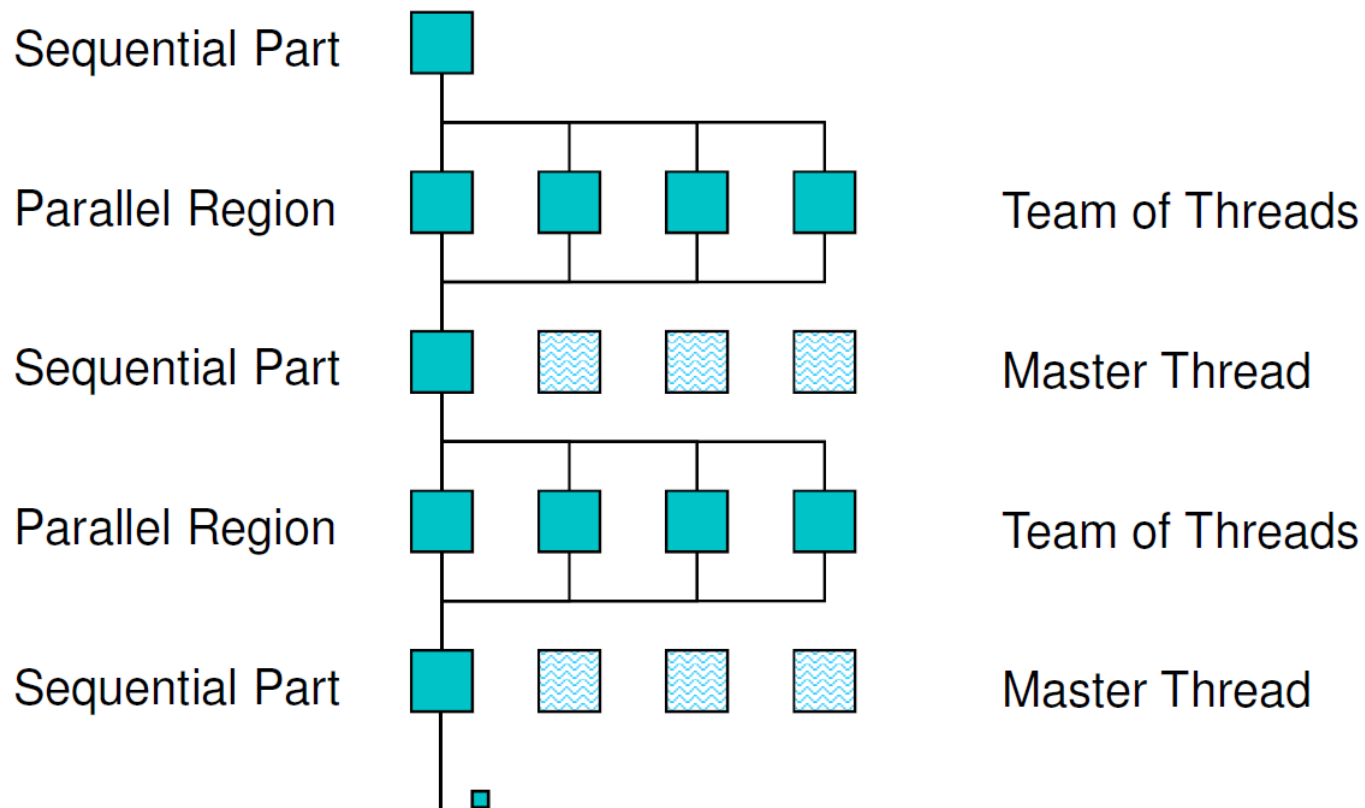 Sequential Part
Parallel Region
Team of Threads
Sequential Part
Master Thread
Parallel Region
Team of Threads
Sequential Part
Master Thread